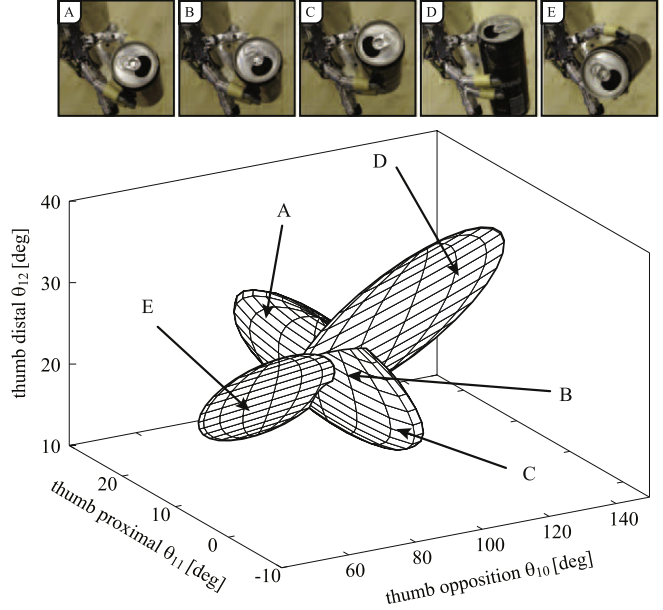 A B C D E
40
D
A
30
E
20
B
10
C
20
10
0
-10
60
80
100
120
140
thumb distal θ12 [deg]
thumb proximal θ11 [deg]
thumb opposition θ10 [deg]